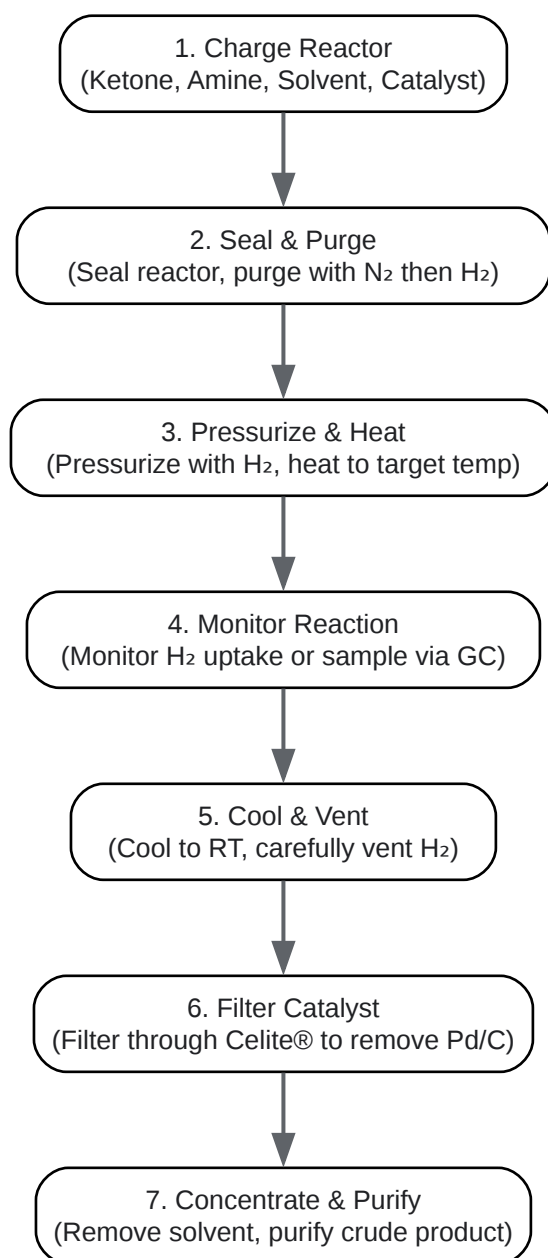 1. Charge Reactor
(Ketone, Amine, Solvent, Catalyst)
2. Seal & Purge
(Seal reactor, purge with N₂ then H₂)
3. Pressurize & Heat
(Pressurize with H₂, heat to target temp)
4. Monitor Reaction
(Monitor H₂ uptake or sample via GC)
5. Cool & Vent
(Cool to RT, carefully vent H₂)
6. Filter Catalyst
(Filter through Celite® to remove Pd/C)
7. Concentrate & Purify
(Remove solvent, purify crude product)